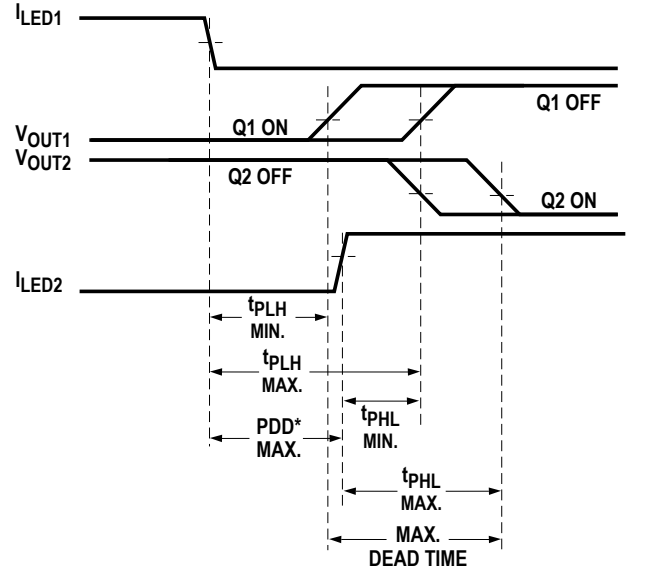 ILED1
Q1 OFF
Q1 ON
VOUT1
VOUT2
Q2 OFF
Q2 ON
ILED2
tPLH
MIN.
tPLH
MAX.
tPHL
MIN.
PDD*
MAX.
tPHL
MAX.
MAX.
DEAD TIME